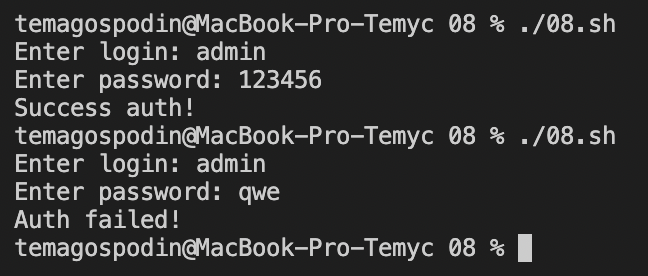 temagospodin@MacBook-Pro-Temyc 08 % ./08.sh
Enter login: admin
Enter password: 123456
Success auth!
temagospodin@MacBook-Pro-Temyc 08 % ./08.sh
Enter login: admin
Enter password: qwe
Auth failed!
temagospodin@MacBook-Pro-Temyc 08 %